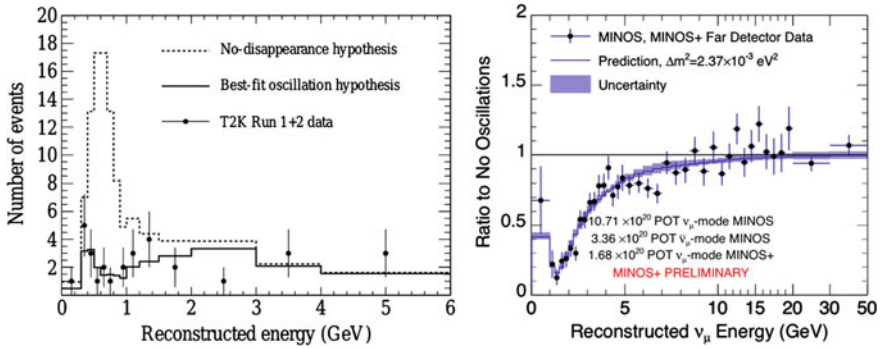 20
18
16
14
12
10
8
6
4
2
0
Number of events
No-disappearance hypothesis
Best-fit oscillation hypothesis
T2K Run 1+2 data
0 1 2 3 4 5 6
Reconstructed energy (GeV)
2
1.5
1
0.5
0
Ratio to No Oscillations
MINOS, MINOS+ Far Detector Data
Prediction, Δm²=2.37×10⁻³ eV²
Uncertainty
10.71 ×10²⁰ POT νμ-mode MINOS
3.36 ×10²⁰ POT ν̄μ-mode MINOS
1.68 ×10²⁰ POT νμ-mode MINOS+
MINOS+ PRELIMINARY
0 5 10 15 20 30 50
Reconstructed νμ Energy (GeV)